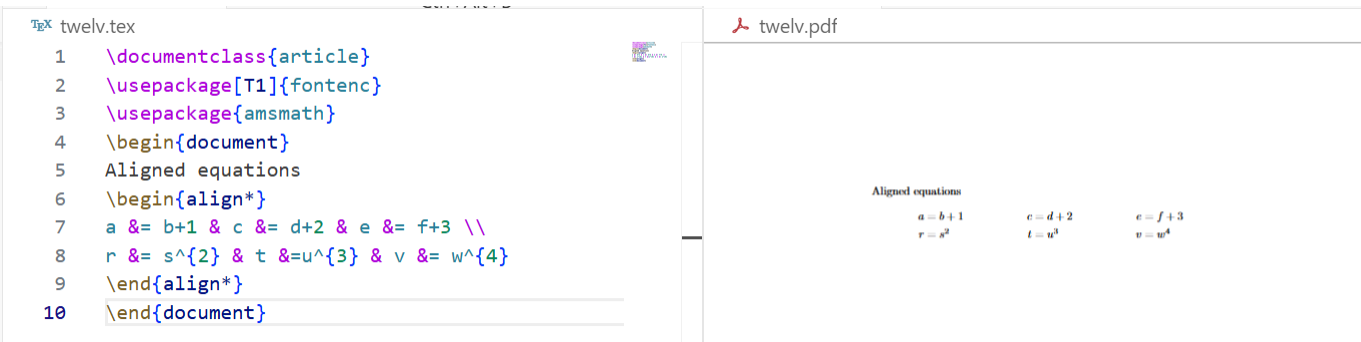 TEX twelv.tex
1 \documentclass{article}
2 \usepackage[T1]{fontenc}
3 \usepackage{amsmath}
4 \begin{document}
5 Aligned equations
6 \begin{align*}
7 a &= b+1 & c &= d+2 & e &= f+3 \\
8 r &= s^{2} & t &=u^{3} & v &= w^{4}
9 \end{align*}
10 \end{document}
twelv.pdf
Aligned equations
a = b + 1 c = d + 2 e = f + 3
r = s² t = u³ v = w⁴